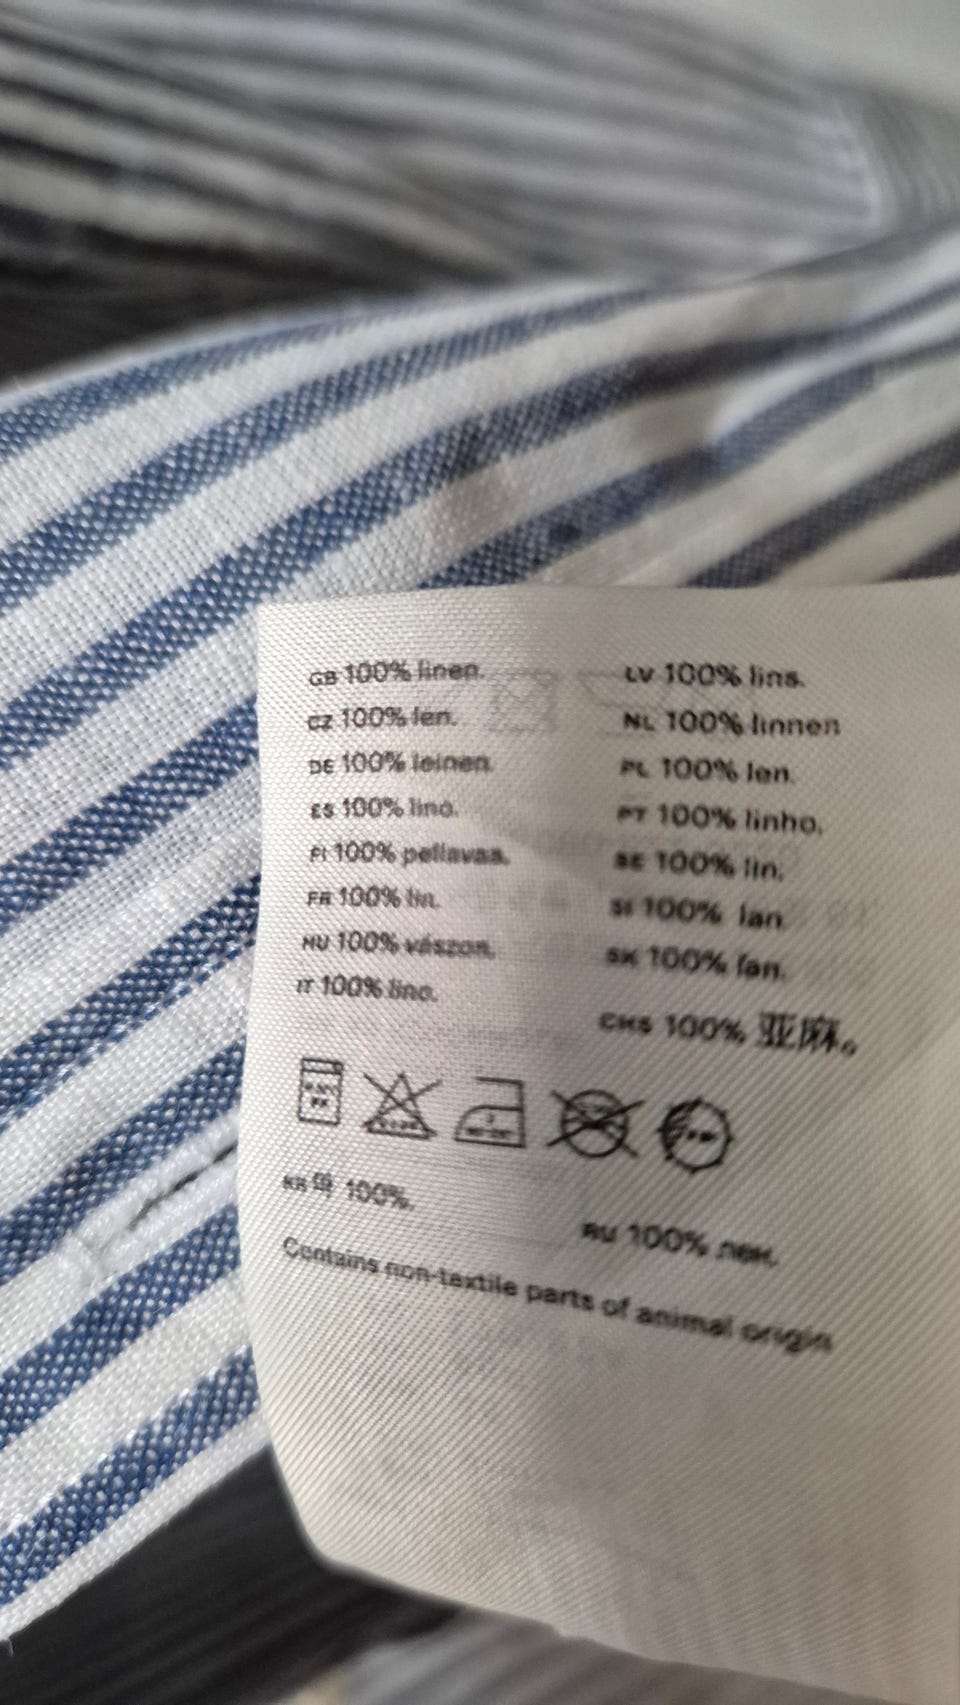 GB 100% linen.
CZ 100% len.
DE 100% leinen.
ES 100% lino.
FI 100% pellavaa.
FR 100% lin.
HU 100% vászon.
IT 100% lino.
LV 100% lins.
NL 100% linnen
PL 100% len.
PT 100% linho.
SE 100% lin.
SI 100% lan
SK 100% ľan.
CHS 100% 亚麻。
KR 마 100%.
RU 100% лен.
Contains non-textile parts of animal origin